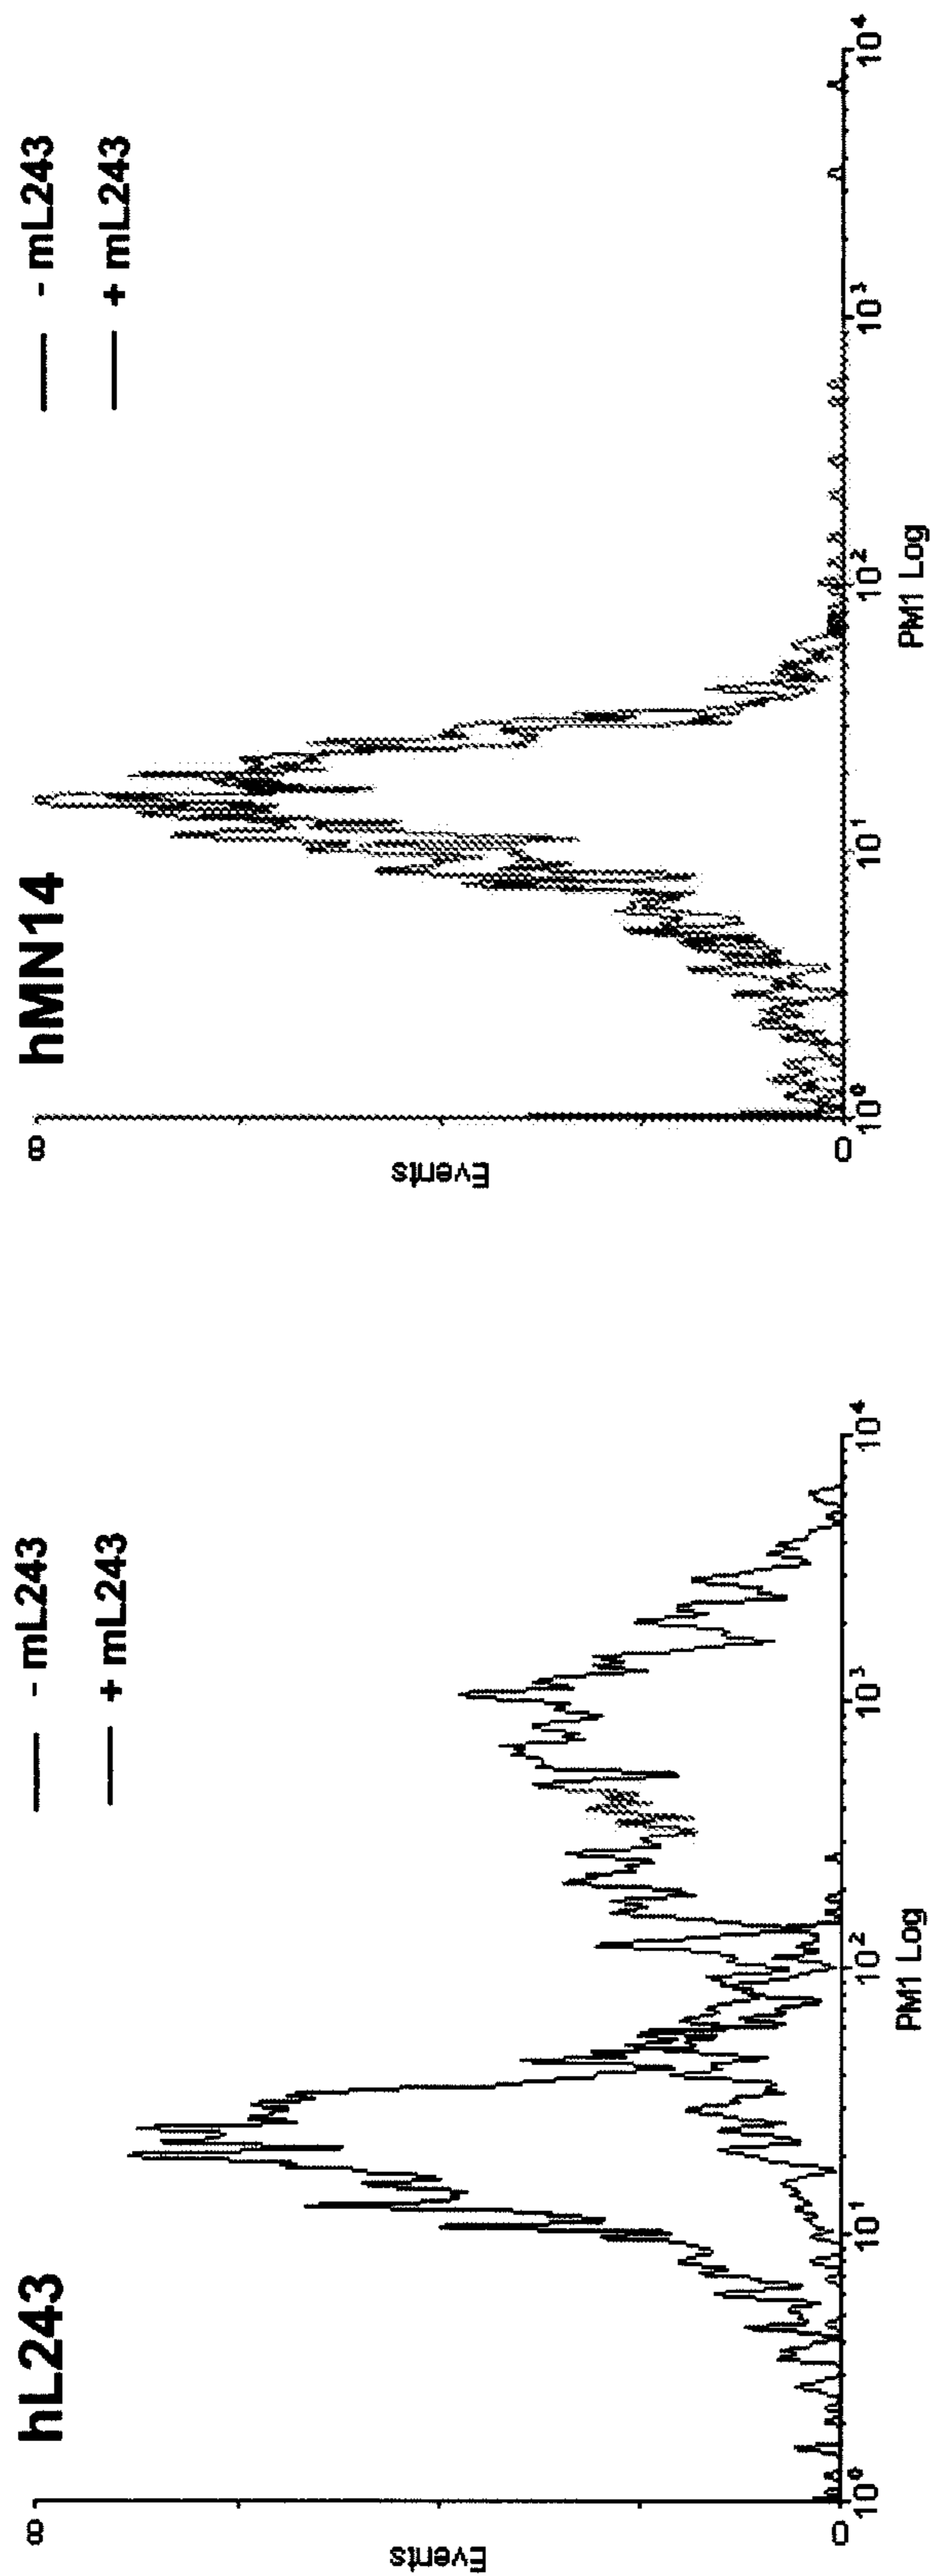 hL243
- mL243
+ mL243
8
Events
0
10⁰ 10¹ 10² 10³ 10⁴
PM1 Log
hMN14
- mL243
+ mL243
8
Events
0
10⁰ 10¹ 10² 10³ 10⁴
PM1 Log